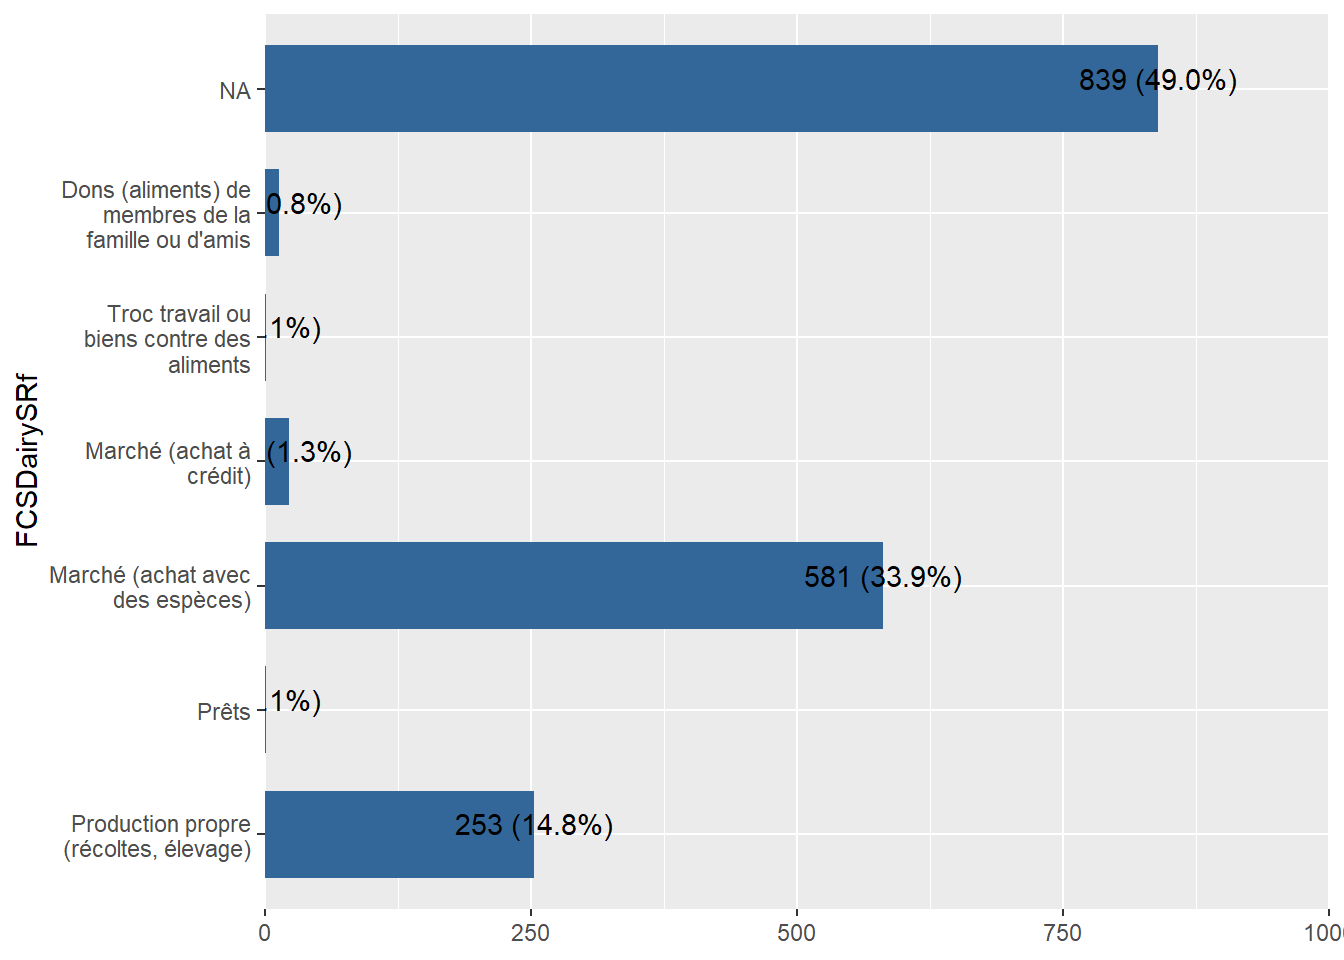 NA
839 (49.0%)
Dons (aliments) de
membres de la
famille ou d'amis
0.8%)
Troc travail ou
biens contre des
aliments
1%)
FCSDairySRf
Marché (achat à
crédit)
(1.3%)
Marché (achat avec
des espèces)
581 (33.9%)
Prêts
1%)
Production propre
(récoltes, élevage)
253 (14.8%)
0 250 500 750 1000